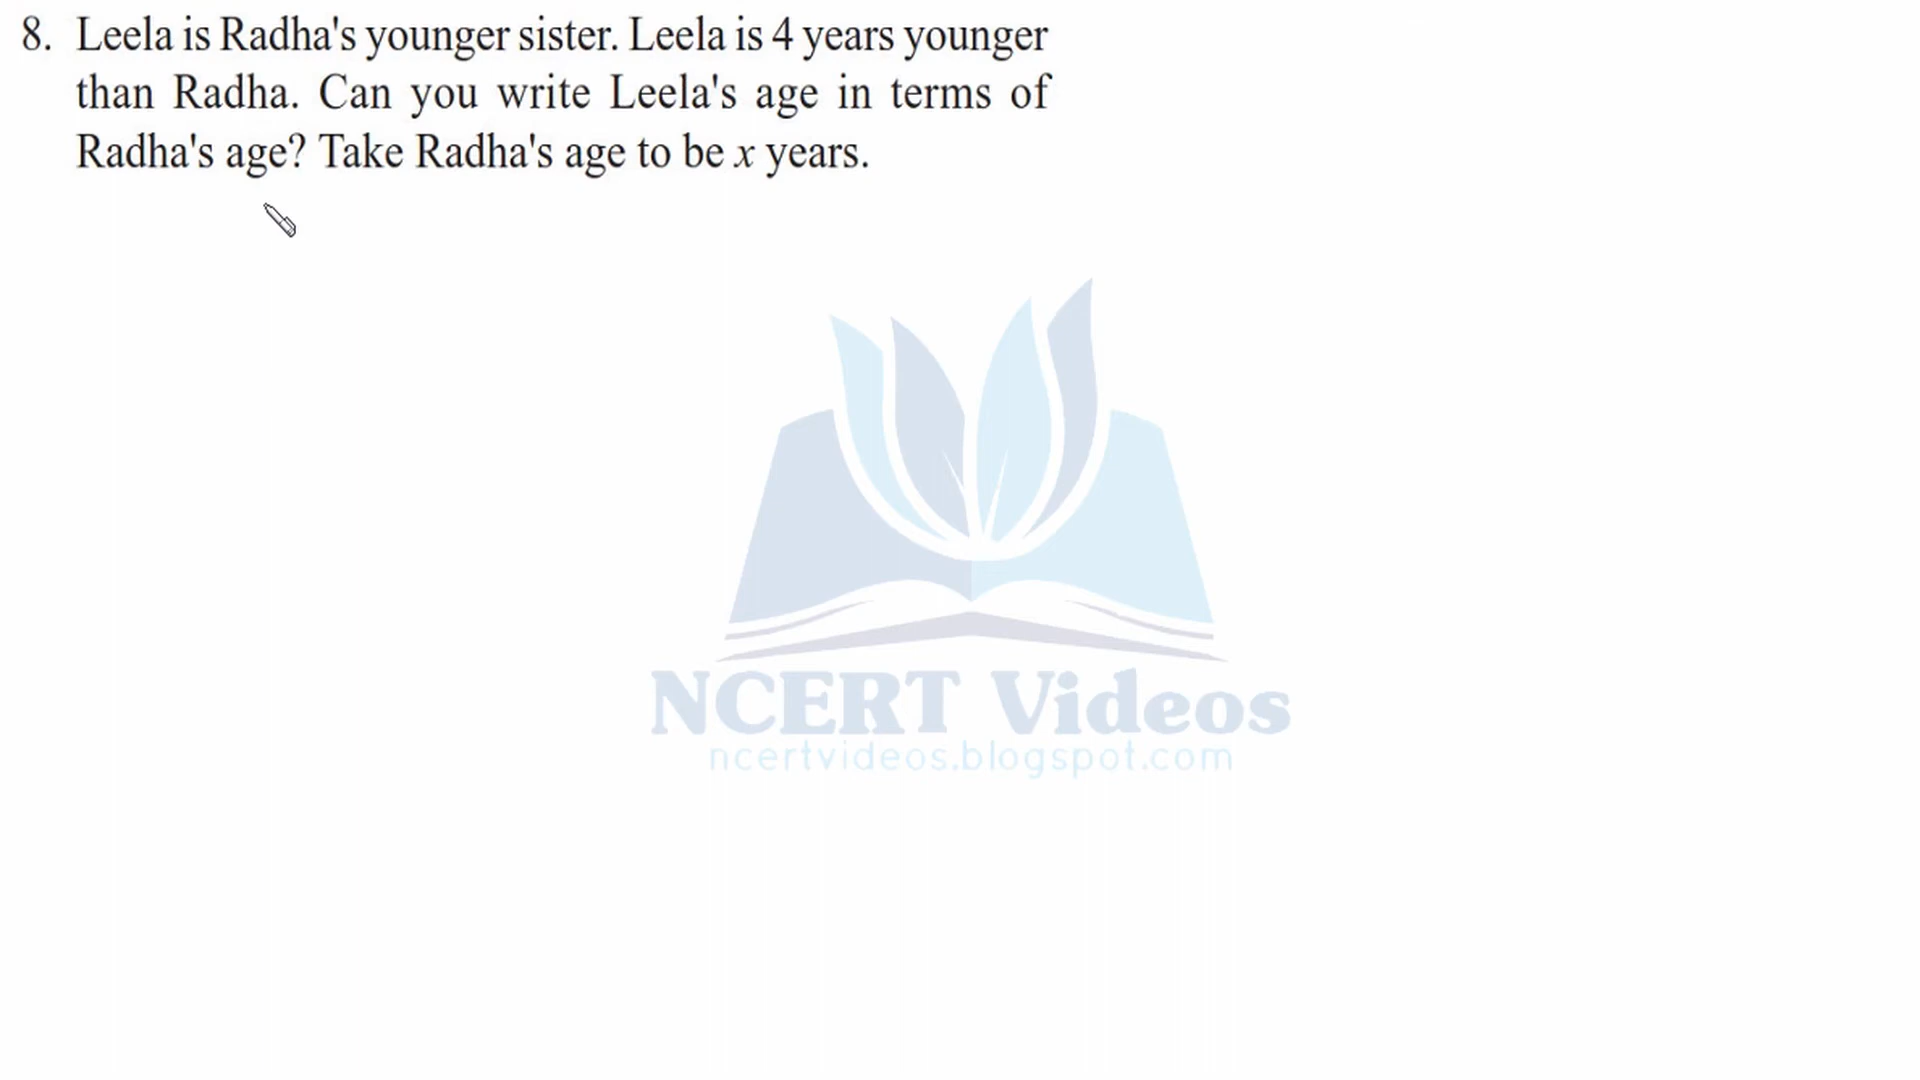 8. Leela is Radha's younger sister. Leela is 4 years younger
than Radha. Can you write Leela's age in terms of
Radha's age? Take Radha's age to be x years.
NCERT Videos
ncertvideos.blogspot.com